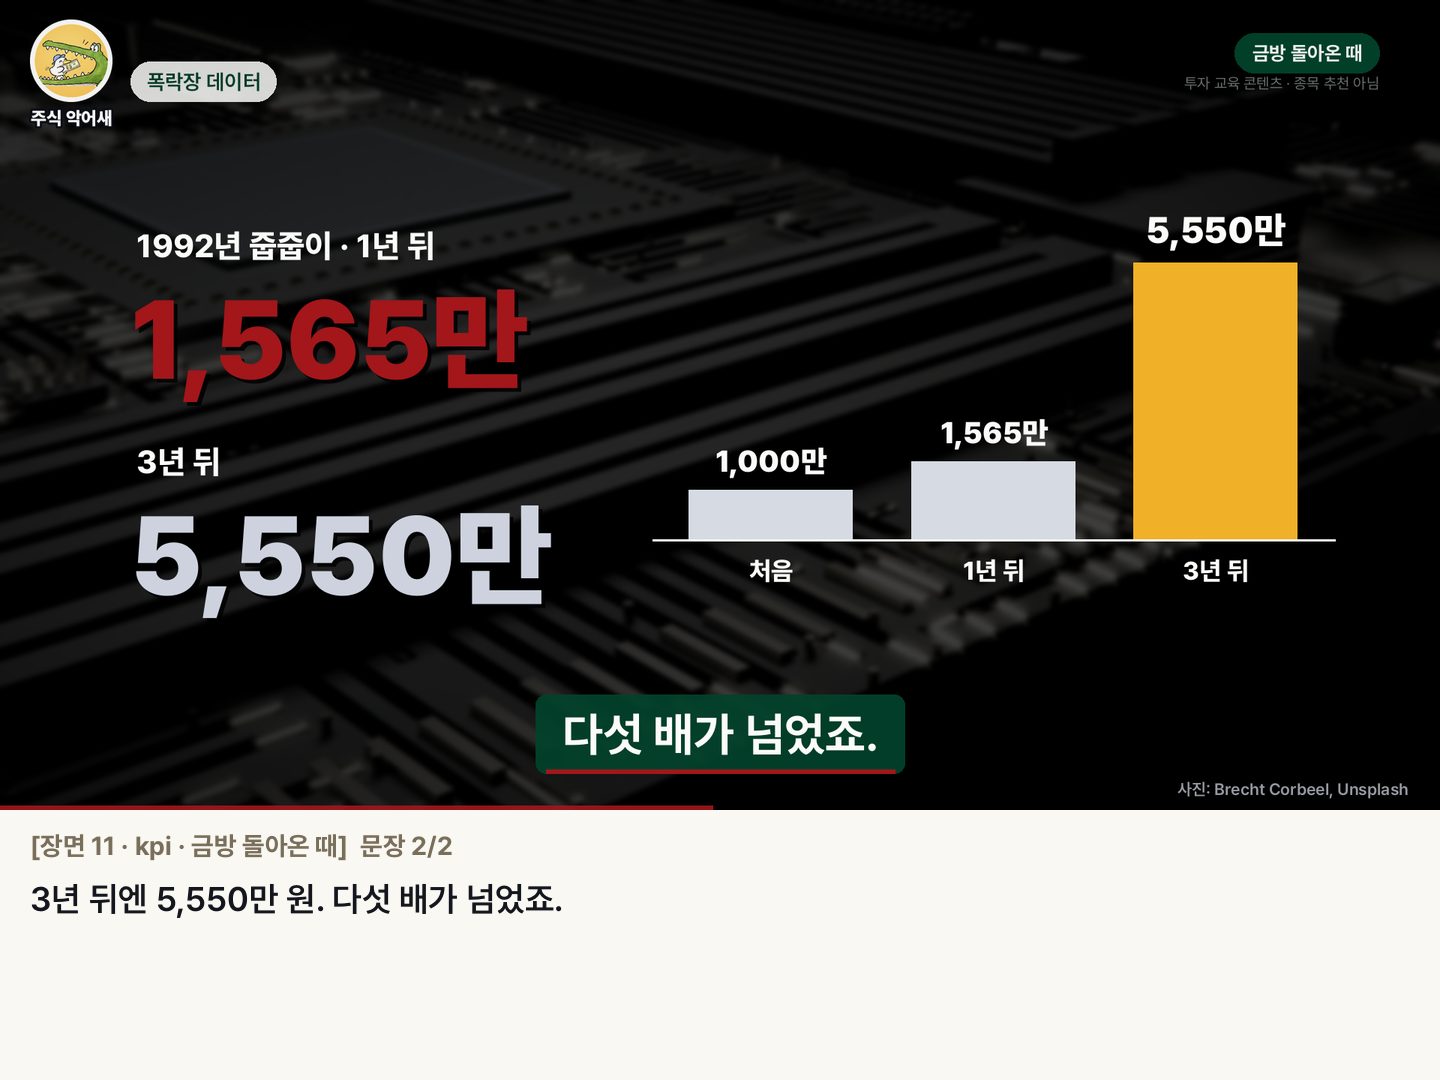 주식 악어새
폭락장 데이터
금방 돌아온 때
투자 교육 콘텐츠 · 종목 추천 아님
1992년 줍줍이 · 1년 뒤
1,565만
3년 뒤
5,550만
1,000만
1,565만
5,550만
처음
1년 뒤
3년 뒤
다섯 배가 넘었죠.
사진: Brecht Corbeel, Unsplash
[장면 11 · kpi · 금방 돌아온 때] 문장 2/2
3년 뒤엔 5,550만 원. 다섯 배가 넘었죠.